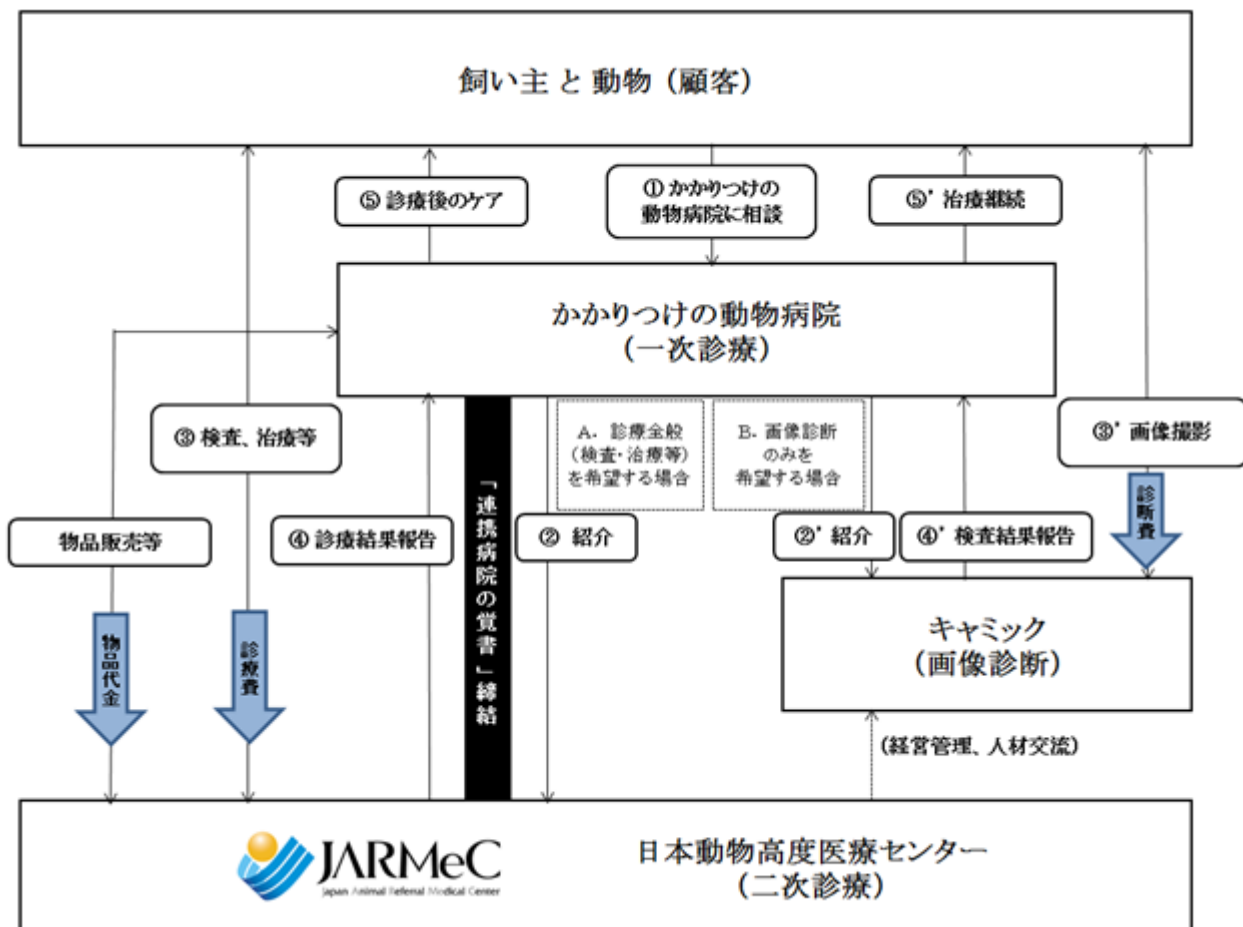 飼い主 と 動物 （顧客）
⑤ 診療後のケア
① かかりつけの
動物病院に相談
⑤’ 治療継続
かかりつけの動物病院
（一次診療）
③ 検査、治療等
A. 診療全般
（検査・治療等）
を希望する場合
B. 画像診断
のみを
希望する場合
③’ 画像撮影
診断費
物品販売等
④ 診療結果報告
「連携病院の覚書」締結
② 紹介
②’ 紹介
④’ 検査結果報告
物品代金
診療費
キャミック
（画像診断）
（経営管理、人材交流）
JARMeC
Japan Animal Referral Medical Center
日本動物高度医療センター
（二次診療）